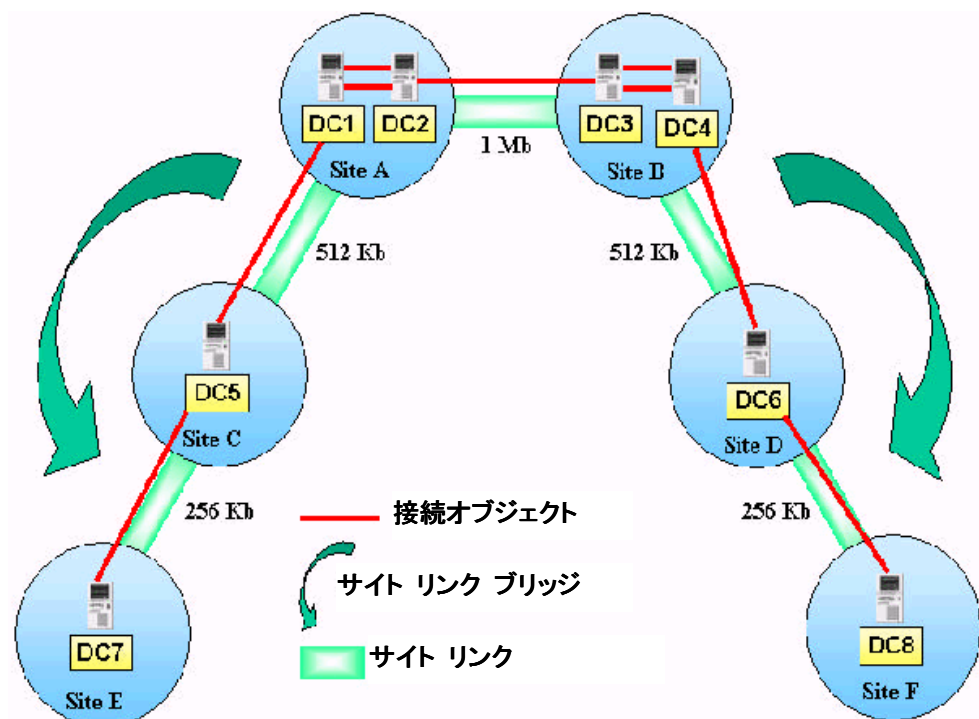 DC1
DC2
DC3
DC4
Site A
1 Mb
Site B
512 Kb
512 Kb
DC5
DC6
Site C
Site D
256 Kb
256 Kb
接続オブジェクト
サイト リンク ブリッジ
サイト リンク
DC7
DC8
Site E
Site F